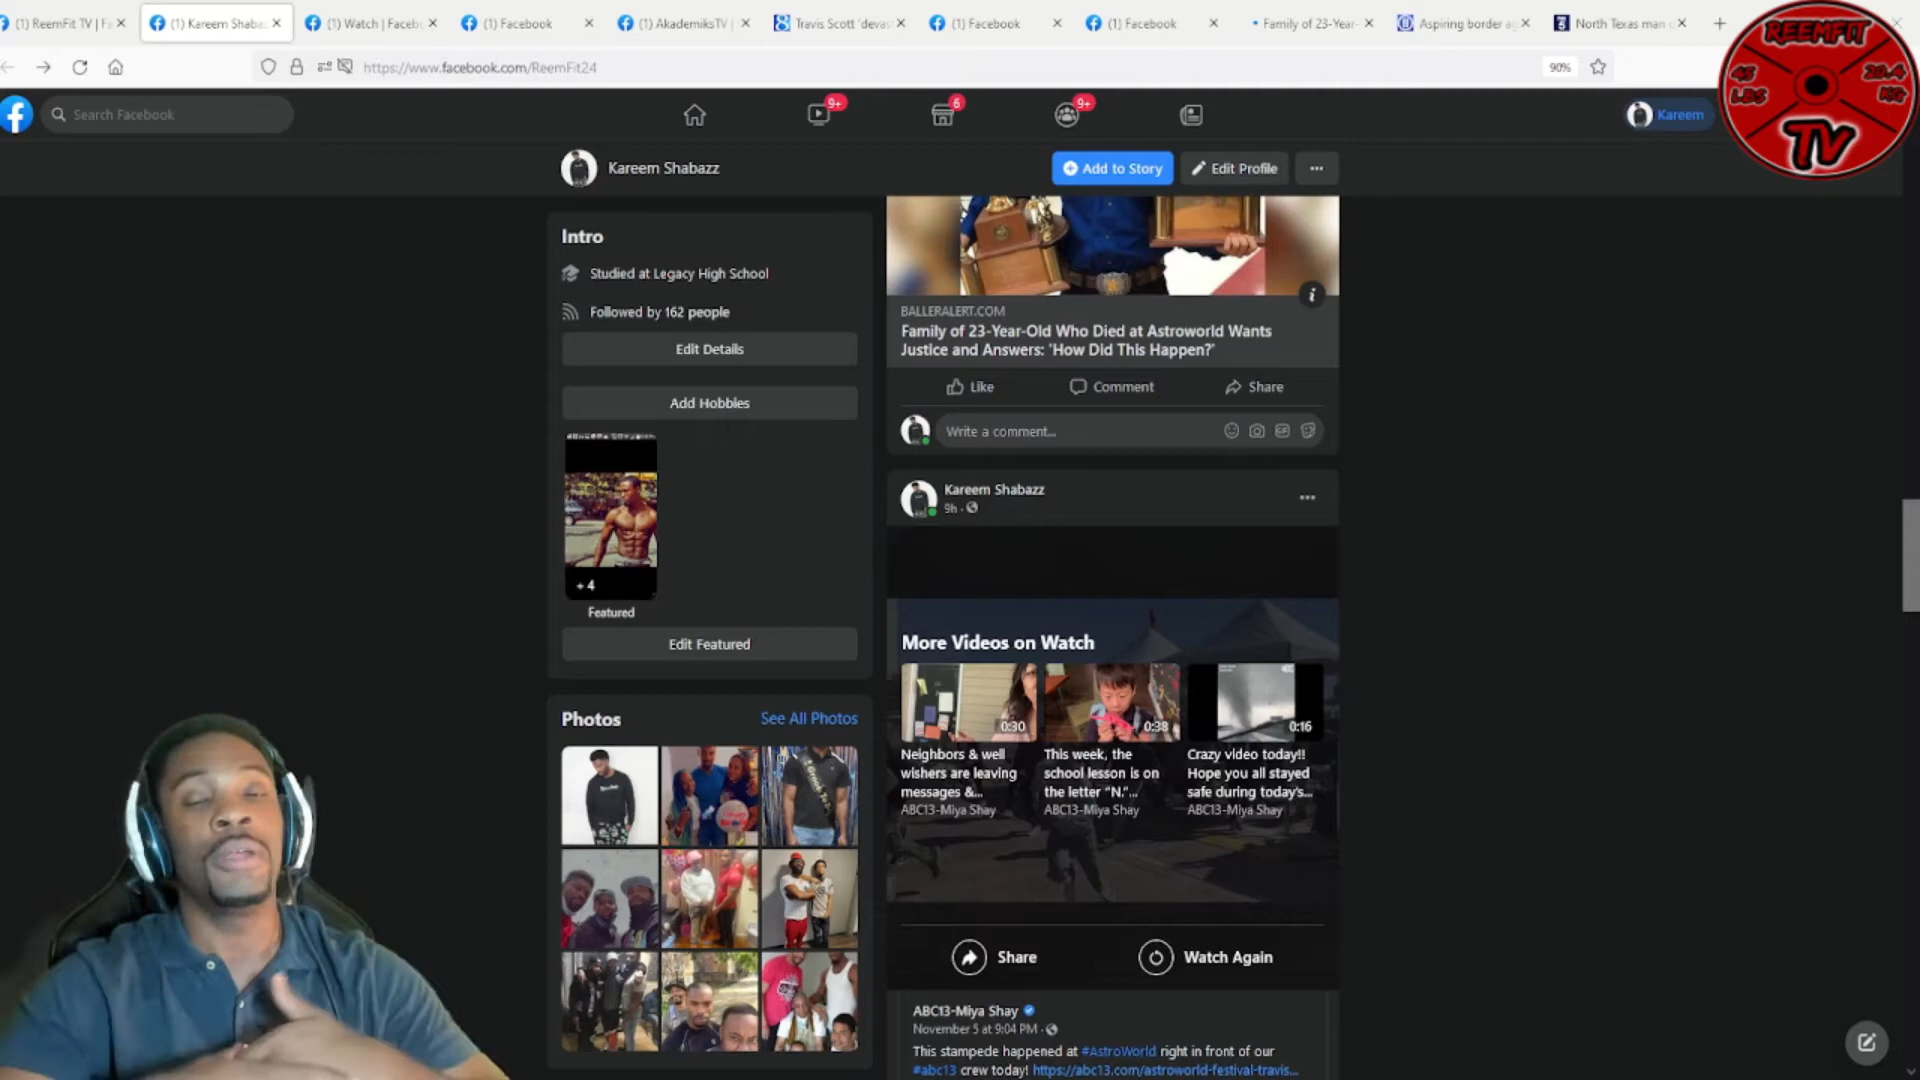 (1) ReemFit TV | Fa
(1) Kareem Shaba
(1) Watch | Facebo
(1) Facebook
(1) AkademiksTV |
Travis Scott 'devas
(1) Facebook
(1) Facebook
Family of 23-Year-
Aspiring border ag
North Texas man
https://www.facebook.com/ReemFit24
90%
REEMFIT
45
LBS
20.4
KG
TV
Search Facebook
9+
6
9+
Kareem
Kareem Shabazz
Add to Story
Edit Profile
Intro
Studied at Legacy High School
Followed by 162 people
Edit Details
Add Hobbies
+4
Featured
Edit Featured
Photos
See All Photos
BALLERALERT.COM
Family of 23-Year-Old Who Died at Astroworld Wants
Justice and Answers: 'How Did This Happen?'
Like
Comment
Share
Write a comment...
Kareem Shabazz
9h
More Videos on Watch
0:30
0:38
0:16
Neighbors & well
wishers are leaving
messages &...
ABC13-Miya Shay
This week, the
school lesson is on
the letter "N."...
ABC13-Miya Shay
Crazy video today!!
Hope you all stayed
safe during today's...
ABC13-Miya Shay
Share
Watch Again
ABC13-Miya Shay
November 5 at 9:04 PM
This stampede happened at #AstroWorld right in front of our
#abc13 crew today! https://abc13.com/astroworld-festival-travis...